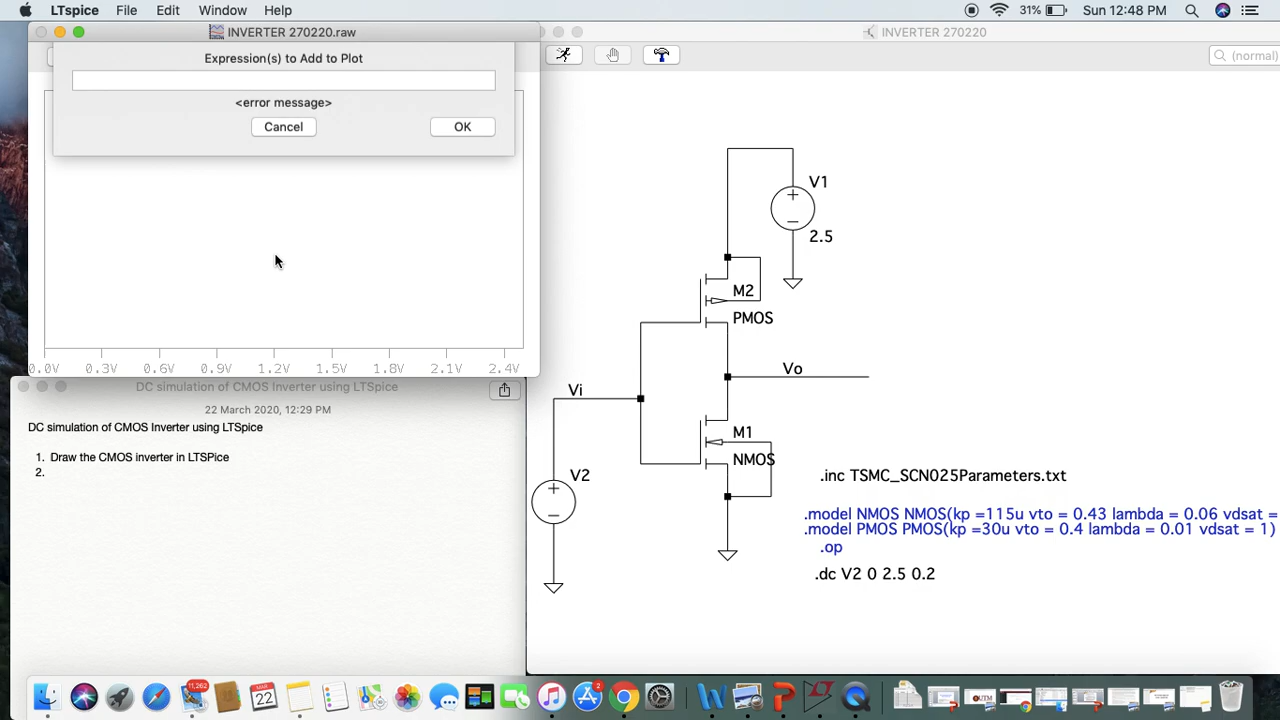 LTspice File Edit View Window Help
31% Sun 12:48 PM
INVERTER 270220.raw
Expression(s) to Add to Plot
<error message>
Cancel OK
0.0V 0.3V 0.6V 0.9V 1.2V 1.5V 1.8V 2.1V 2.4V
DC simulation of CMOS Inverter using LTSpice
22 March 2020, 12:29 PM
DC simulation of CMOS Inverter using LTSpice
1. Draw the CMOS inverter in LTSPice
2.
INVERTER 270220
(normal)
V1
2.5
M2
PMOS
Vo
Vi
M1
NMOS
V2
.inc TSMC_SCN025Parameters.txt
.model NMOS NMOS(kp =115u vto = 0.43 lambda = 0.06 vdsat =
.model PMOS PMOS(kp =30u vto = 0.4 lambda = 0.01 vdsat = 1)
.op
.dc V2 0 2.5 0.2
11,262
MAR
22
2
UTM